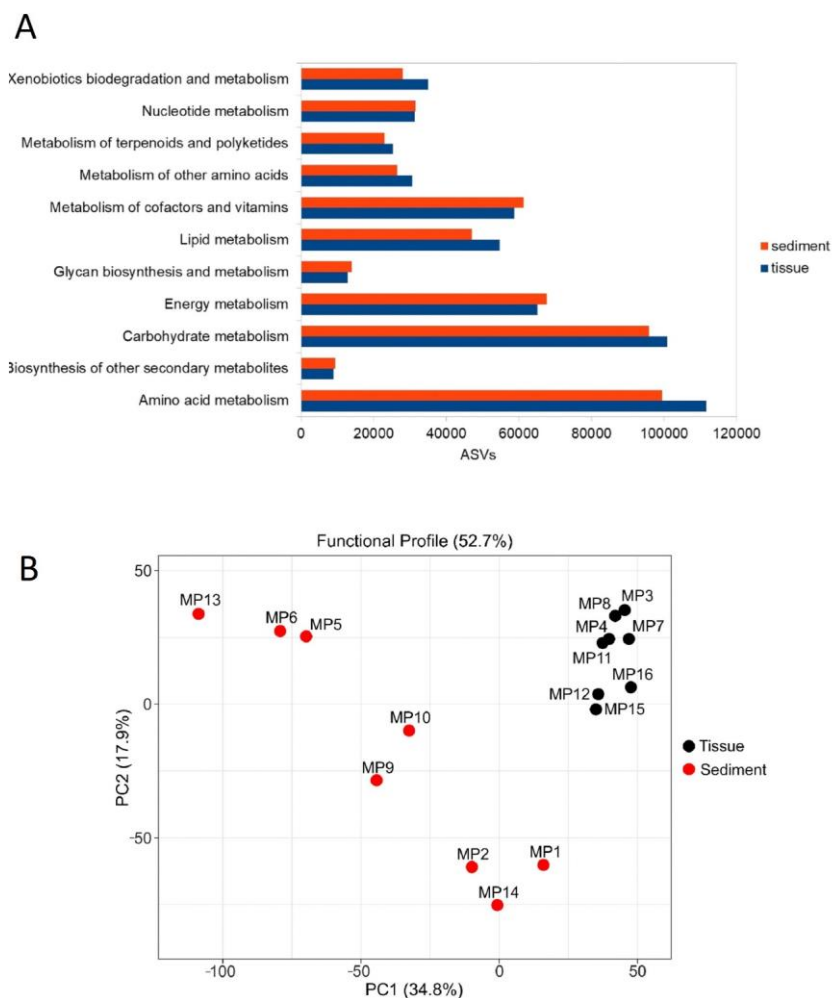 A
Xenobiotics biodegradation and metabolism
Nucleotide metabolism
Metabolism of terpenoids and polyketides
Metabolism of other amino acids
Metabolism of cofactors and vitamins
Lipid metabolism
Glycan biosynthesis and metabolism
Energy metabolism
Carbohydrate metabolism
Biosynthesis of other secondary metabolites
Amino acid metabolism
0 20000 40000 60000 80000 100000 120000
ASVs
sediment
tissue
B
Functional Profile (52.7%)
50
0
-50
PC2 (17.9%)
MP13
MP6
MP5
MP10
MP9
MP2
MP1
MP14
MP8
MP3
MP4
MP7
MP11
MP16
MP12
MP15
Tissue
Sediment
-100 -50 0 50
PC1 (34.8%)